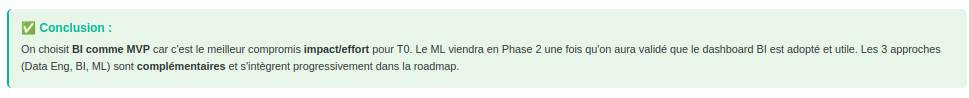 ✅ Conclusion :
On choisit BI comme MVP car c'est le meilleur compromis impact/effort pour T0. Le ML viendra en Phase 2 une fois qu'on aura validé que le dashboard BI est adopté et utile. Les 3 approches
(Data Eng, BI, ML) sont complémentaires et s'intègrent progressivement dans la roadmap.